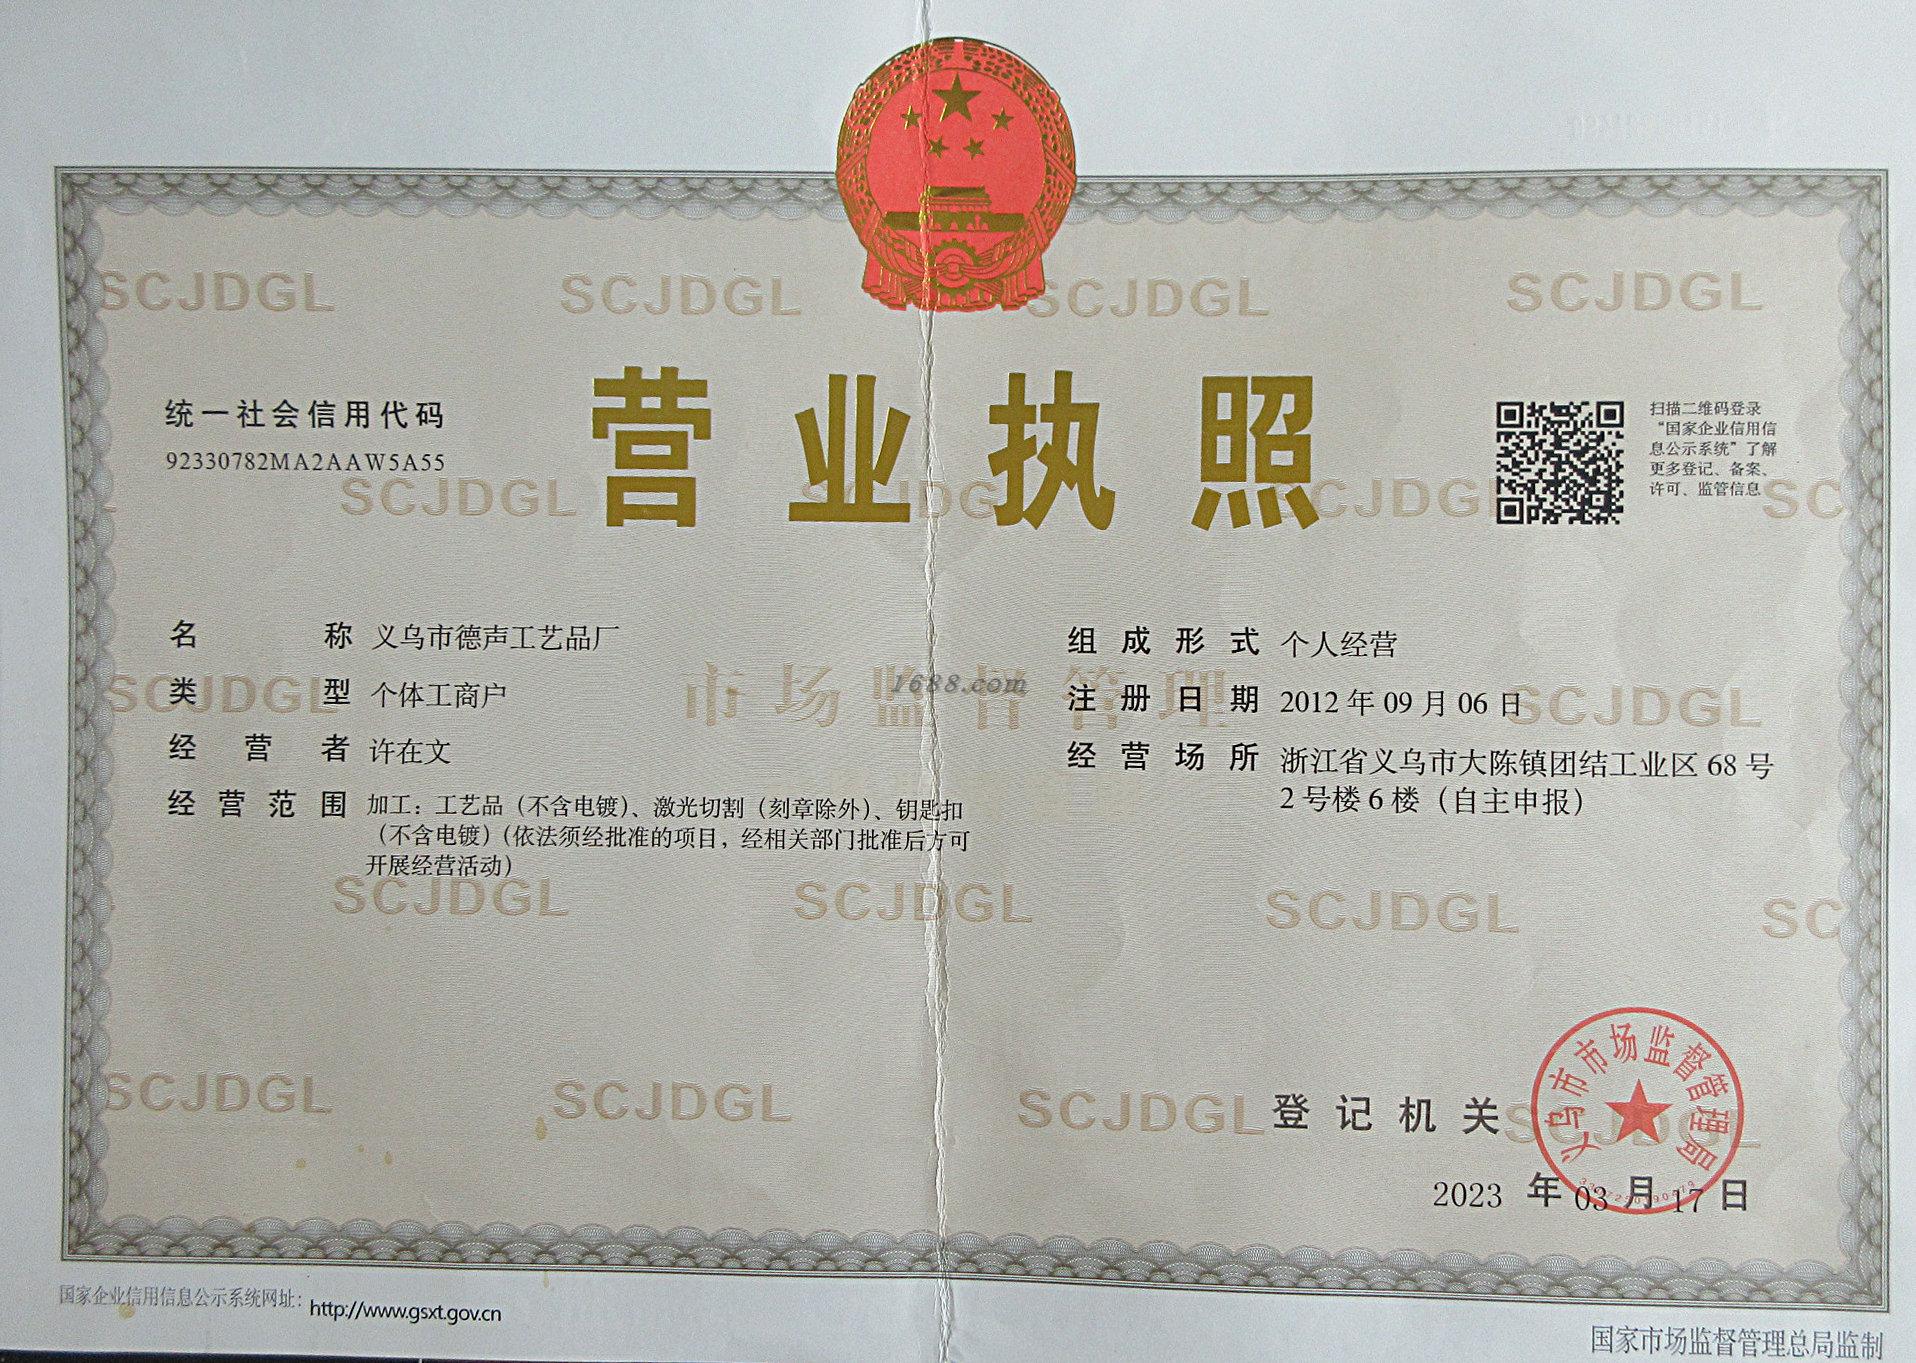 营业执照
统一社会信用代码
92330782MA2AAW5A55
扫描二维码登录
“国家企业信用信
息公示系统”了解
更多登记、备案、
许可、监管信息
名称 义乌市德声工艺品厂
类型 个体工商户
经营者 许在文
经营范围 加工：工艺品（不含电镀）、激光切割（刻章除外）、钥匙扣
（不含电镀）（依法须经批准的项目，经相关部门批准后方可
开展经营活动）
组成形式 个人经营
注册日期 2012年09月06日
经营场所 浙江省义乌市大陈镇团结工业区68号
2号楼6楼（自主申报）
市场监督管理
1688.com
SCJDGL
登记机关
义乌市市场监督管理局
2023年03月17日
国家企业信用信息公示系统网址：http://www.gsxt.gov.cn
国家市场监督管理总局监制